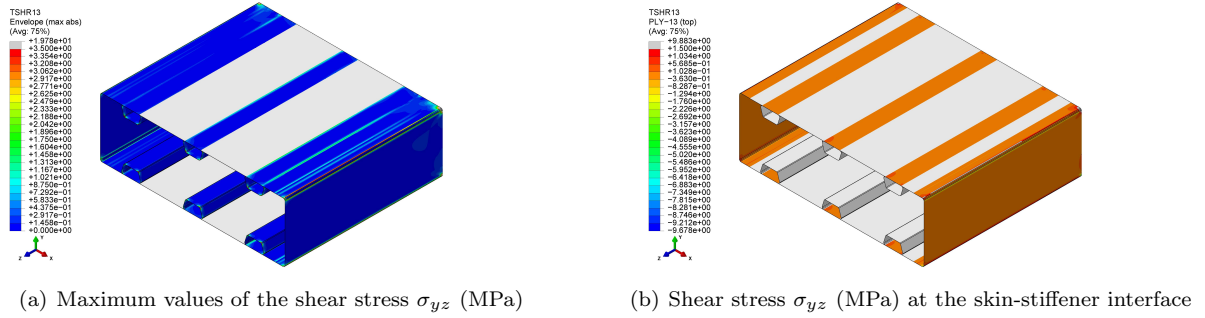 TSHR13
Envelope (max abs)
(Avg: 75%)
+1.978e+01
+3.500e+00
+3.354e+00
+3.208e+00
+3.062e+00
+2.917e+00
+2.771e+00
+2.625e+00
+2.479e+00
+2.333e+00
+2.188e+00
+2.042e+00
+1.896e+00
+1.750e+00
+1.604e+00
+1.458e+00
+1.313e+00
+1.167e+00
+1.021e+00
+8.750e-01
+7.292e-01
+5.833e-01
+4.375e-01
+2.917e-01
+1.458e-01
+0.000e+00
Y
Z X
(a) Maximum values of the shear stress σyz (MPa)
TSHR13
PLY-13 (top)
(Avg: 75%)
+9.883e+00
+1.500e+00
+1.034e+00
+5.685e-01
+1.028e-01
-3.630e-01
-8.287e-01
-1.294e+00
-1.760e+00
-2.226e+00
-2.692e+00
-3.157e+00
-3.623e+00
-4.089e+00
-4.555e+00
-5.020e+00
-5.486e+00
-5.952e+00
-6.418e+00
-6.883e+00
-7.349e+00
-7.815e+00
-8.281e+00
-8.746e+00
-9.212e+00
-9.678e+00
Y
Z X
(b) Shear stress σyz (MPa) at the skin-stiffener interface